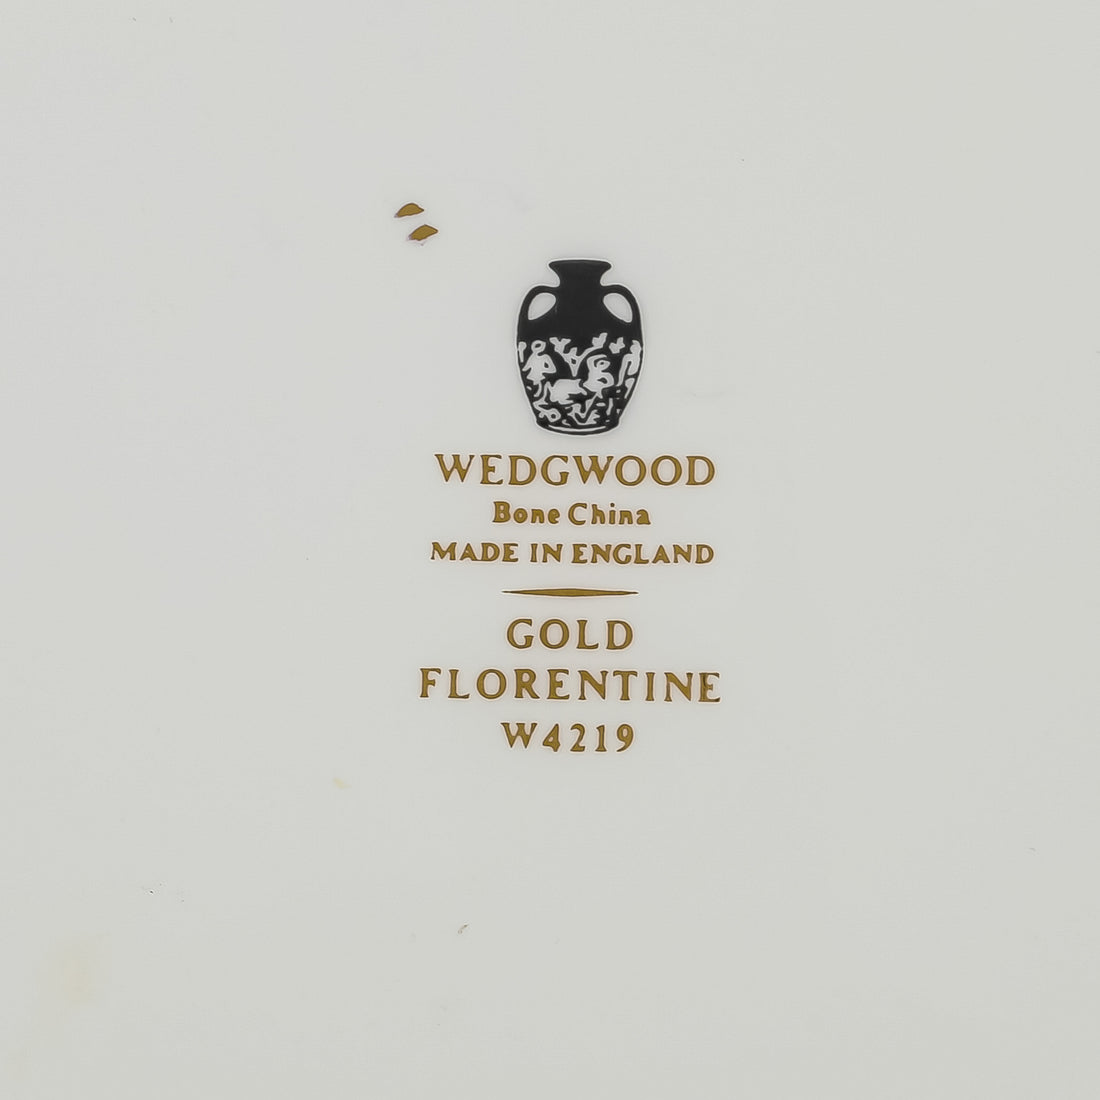 WEDGWOOD
Bone China
MADE IN ENGLAND
GOLD
FLORENTINE
W4219